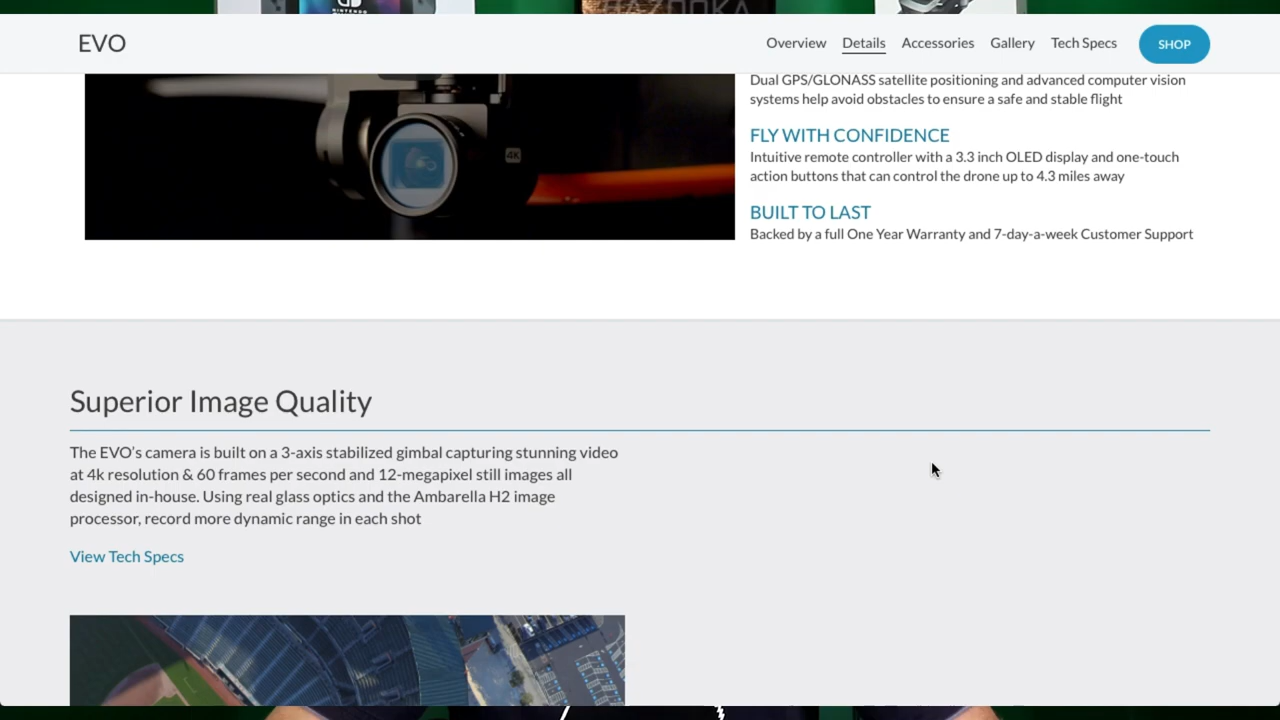 NINTENDO
BAZOOKA
EVO
Overview
Details
Accessories
Gallery
Tech Specs
SHOP
Dual GPS/GLONASS satellite positioning and advanced computer vision
systems help avoid obstacles to ensure a safe and stable flight
FLY WITH CONFIDENCE
Intuitive remote controller with a 3.3 inch OLED display and one-touch
action buttons that can control the drone up to 4.3 miles away
BUILT TO LAST
Backed by a full One Year Warranty and 7-day-a-week Customer Support
4K
Superior Image Quality
The EVO's camera is built on a 3-axis stabilized gimbal capturing stunning video
at 4k resolution & 60 frames per second and 12-megapixel still images all
designed in-house. Using real glass optics and the Ambarella H2 image
processor, record more dynamic range in each shot
View Tech Specs